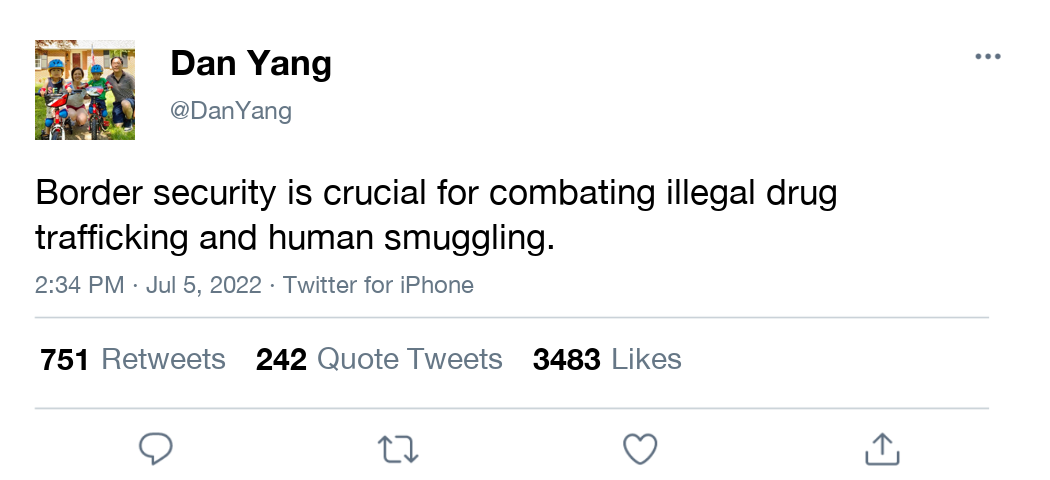 Dan Yang
@DanYang
Border security is crucial for combating illegal drug
trafficking and human smuggling.
2:34 PM · Jul 5, 2022 · Twitter for iPhone
751 Retweets 242 Quote Tweets 3483 Likes